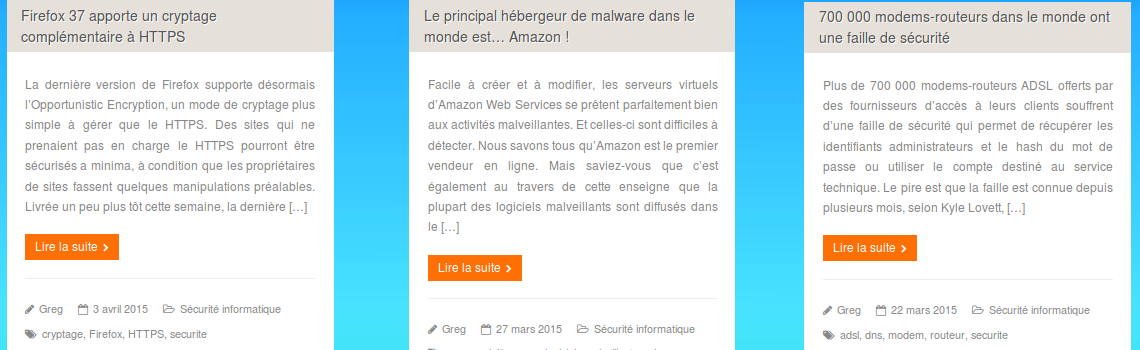 Firefox 37 apporte un cryptage
complémentaire à HTTPS
La dernière version de Firefox supporte désormais
l'Opportunistic Encryption, un mode de cryptage plus
simple à gérer que le HTTPS. Des sites qui ne
prenaient pas en charge le HTTPS pourront être
sécurisés a minima, à condition que les propriétaires
de sites fassent quelques manipulations préalables.
Livrée un peu plus tôt cette semaine, la dernière [...]
Lire la suite
Greg 3 avril 2015 Sécurité informatique
cryptage, Firefox, HTTPS, securite
Le principal hébergeur de malware dans le
monde est... Amazon !
Facile à créer et à modifier, les serveurs virtuels
d'Amazon Web Services se prêtent parfaitement bien
aux activités malveillantes. Et celles-ci sont difficiles à
détecter. Nous savons tous qu'Amazon est le premier
vendeur en ligne. Mais saviez-vous que c'est
également au travers de cette enseigne que la
plupart des logiciels malveillants sont diffusés dans
le [...]
Lire la suite
Greg 27 mars 2015 Sécurité informatique
700 000 modems-routeurs dans le monde ont
une faille de sécurité
Plus de 700 000 modems-routeurs ADSL offerts par
des fournisseurs d'accès à leurs clients souffrent
d'une faille de sécurité qui permet de récupérer les
identifiants administrateurs et le hash du mot de
passe ou utiliser le compte destiné au service
technique. Le pire est que la faille est connue depuis
plusieurs mois, selon Kyle Lovett, [...]
Lire la suite
Greg 22 mars 2015 Sécurité informatique
adsl, dns, modem, routeur, securite